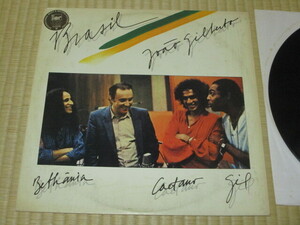 Brasil
João Gilberto
Bethânia
Caetano
Gil